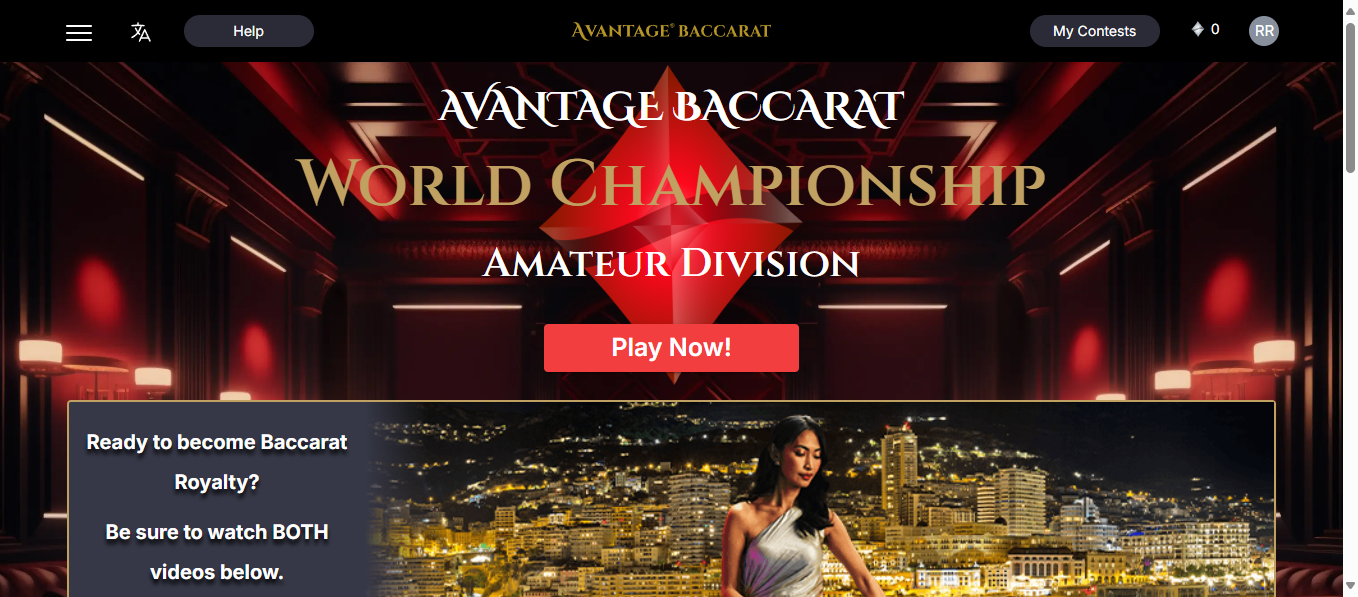 Help
AVANTAGE® BACCARAT
My Contests
0
RR
AVANTAGE BACCARAT
WORLD CHAMPIONSHIP
AMATEUR DIVISION
Play Now!
Ready to become Baccarat
Royalty?
Be sure to watch BOTH
videos below.